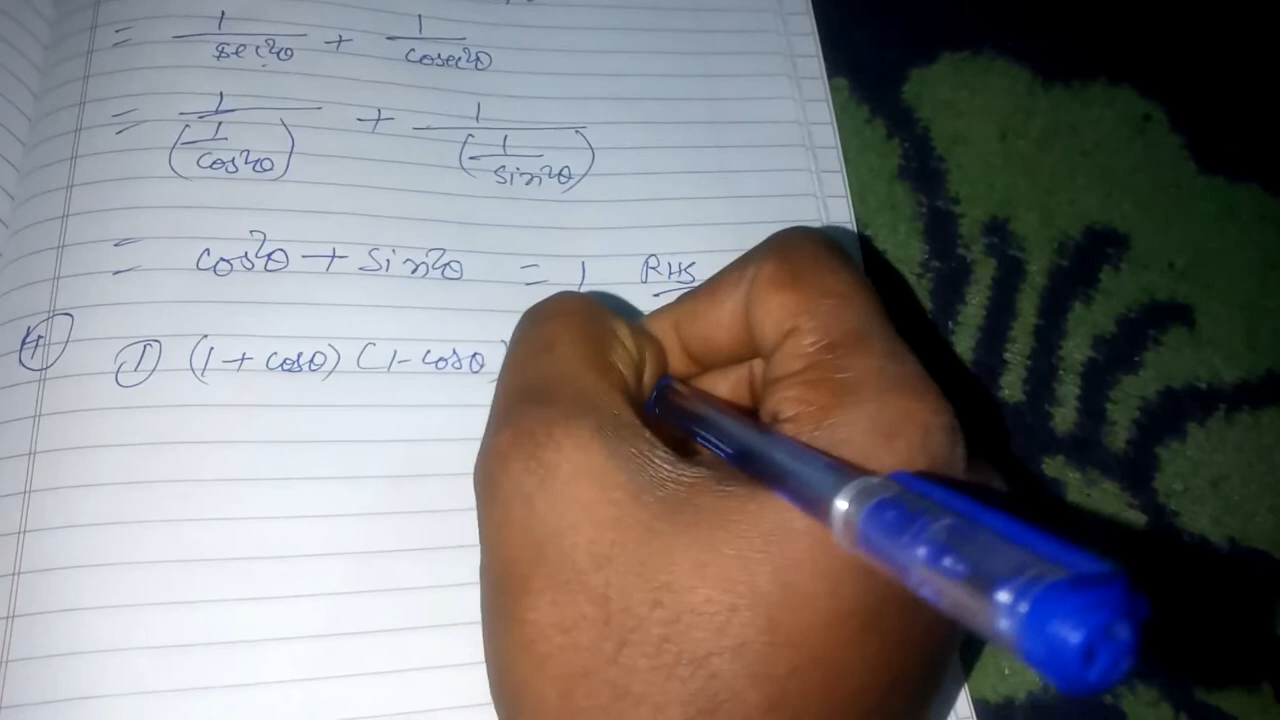 = 1/sec²θ + 1/cosec²θ
= 1/(1/cos²θ) + 1/(1/sin²θ)
= cos²θ + sin²θ = 1 RHS
④ ① (1 + cosθ) (1 - cosθ)